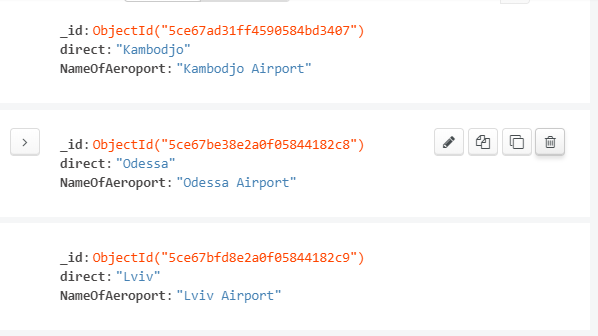 _id: ObjectId("5ce67ad31ff4590584bd3407")
direct: "Kambodjo"
NameOfAeroport: "Kambodjo Airport"
_id: ObjectId("5ce67be38e2a0f05844182c8")
direct: "Odessa"
NameOfAeroport: "Odessa Airport"
_id: ObjectId("5ce67bfd8e2a0f05844182c9")
direct: "Lviv"
NameOfAeroport: "Lviv Airport"